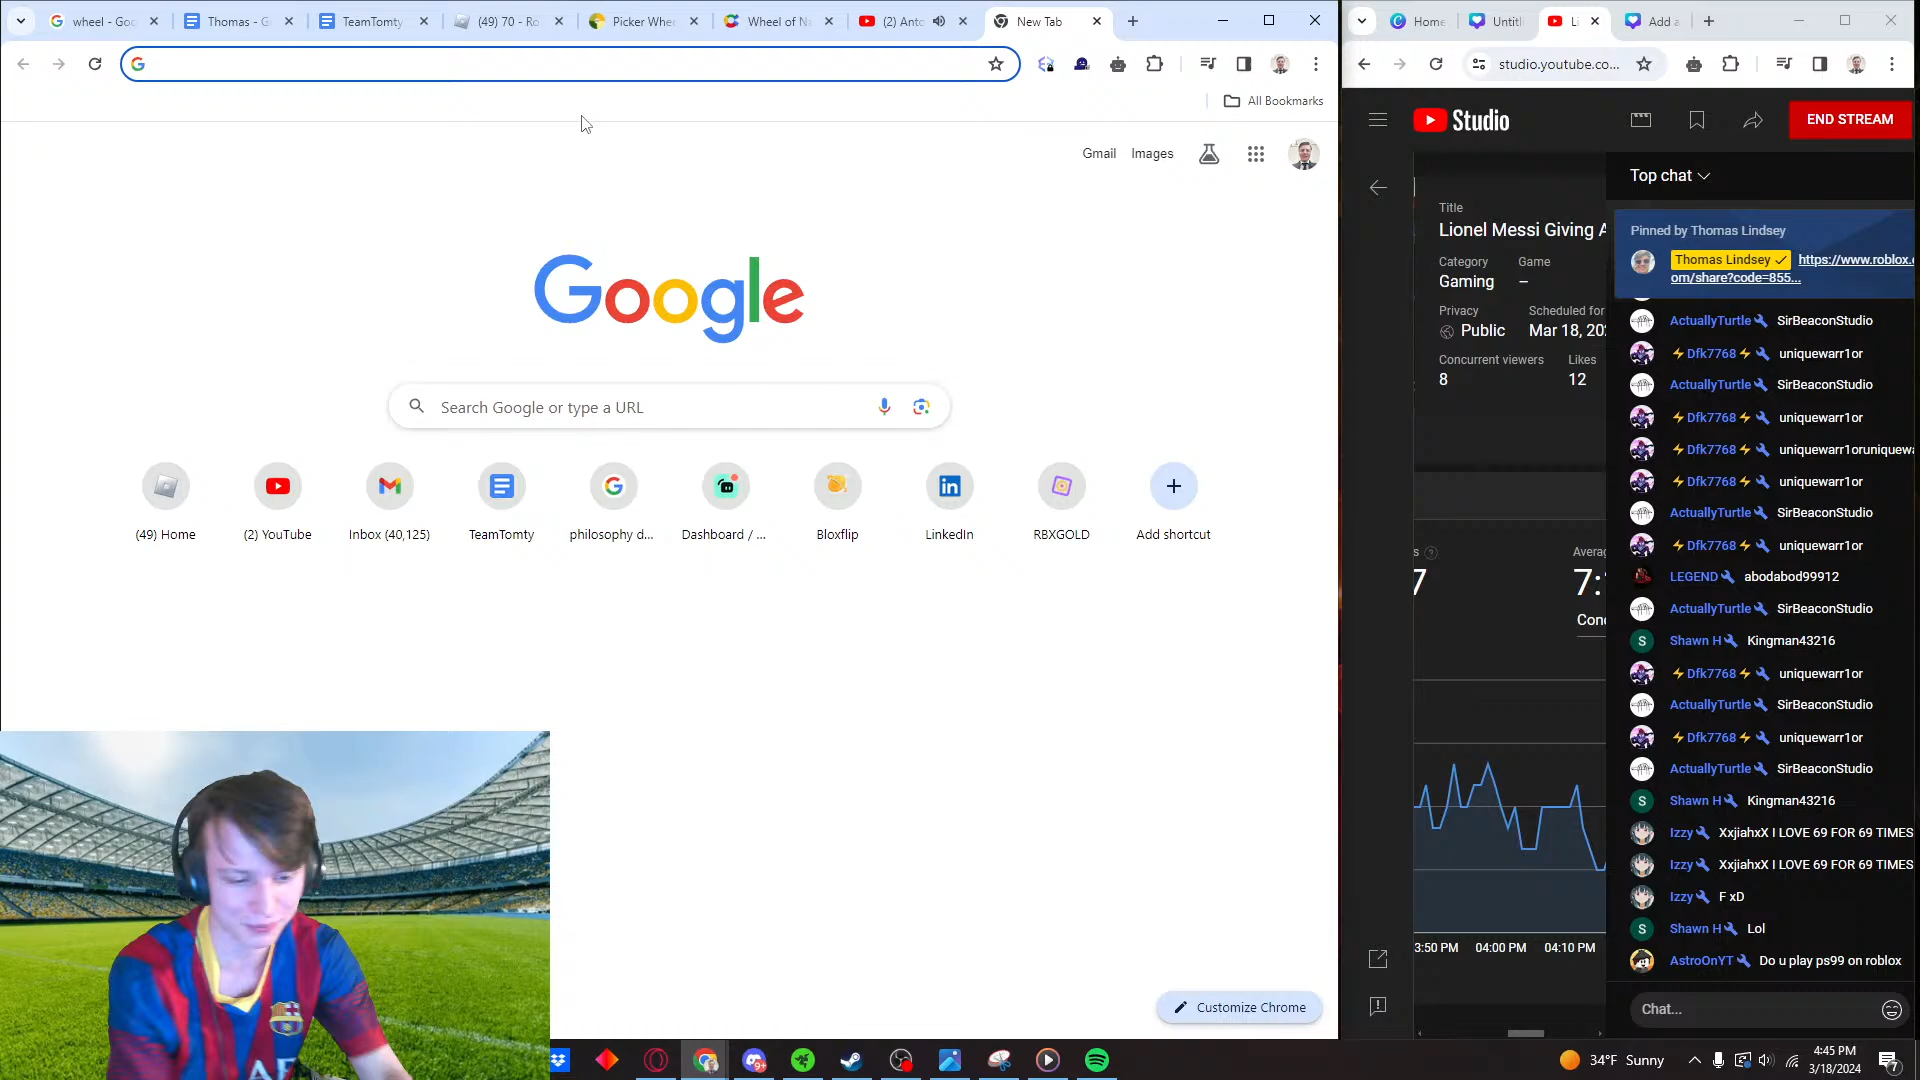 wheel - Goo
Thomas - G
TeamTomty
(49) 70 - Ro
Picker Whe
Wheel of N
(2) Anto
New Tab
Home
Untitl
Li
Add a
studio.youtube.co...
All Bookmarks
Gmail
Images
Google
Search Google or type a URL
(49) Home
(2) YouTube
Inbox (40,125)
TeamTomty
philosophy d...
Dashboard / ...
Bloxflip
LinkedIn
RBXGOLD
Add shortcut
Customize Chrome
Studio
END STREAM
Title
Lionel Messi Giving A
Category
Game
Gaming
–
Privacy
Scheduled for
Public
Mar 18, 202
Concurrent viewers
Likes
8
12
s
Averag
7
7:
Conc
3:50 PM
04:00 PM
04:10 PM
Top chat
Pinned by Thomas Lindsey
Thomas Lindsey https://www.roblox.c
om/share?code=855...
ActuallyTurtle SirBeaconStudio
⚡Dfk7768⚡ uniquewarr1or
ActuallyTurtle SirBeaconStudio
⚡Dfk7768⚡ uniquewarr1or
⚡Dfk7768⚡ uniquewarr1oruniquewa
⚡Dfk7768⚡ uniquewarr1or
ActuallyTurtle SirBeaconStudio
⚡Dfk7768⚡ uniquewarr1or
LEGEND abodabod99912
ActuallyTurtle SirBeaconStudio
S Shawn H Kingman43216
⚡Dfk7768⚡ uniquewarr1or
ActuallyTurtle SirBeaconStudio
⚡Dfk7768⚡ uniquewarr1or
ActuallyTurtle SirBeaconStudio
S Shawn H Kingman43216
Izzy XxjiahxX I LOVE 69 FOR 69 TIMES
Izzy XxjiahxX I LOVE 69 FOR 69 TIMES
Izzy F xD
S Shawn H Lol
AstroOnYT Do u play ps99 on roblox
Chat...
9+
34°F Sunny
4:45 PM
3/18/2024
7